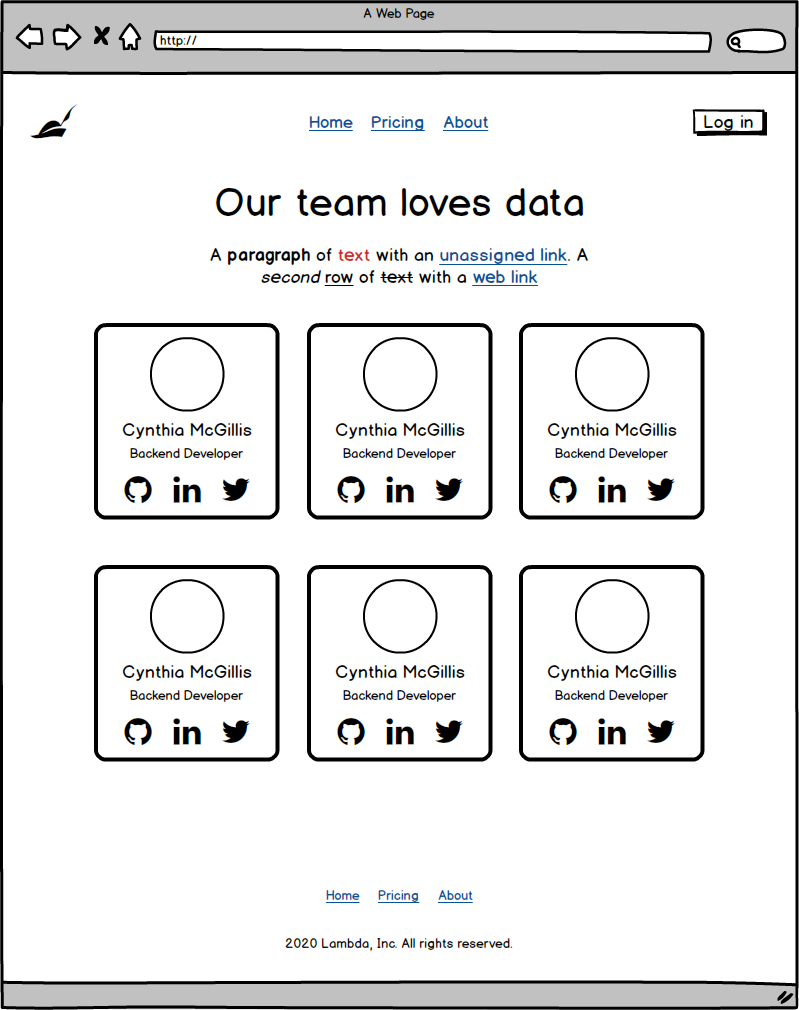 A Web Page
http://
Home Pricing About Log in
Our team loves data
A paragraph of text with an unassigned link. A
second row of text with a web link
Cynthia McGillis Cynthia McGillis Cynthia McGillis
Backend Developer Backend Developer Backend Developer
in in in
Cynthia McGillis Cynthia McGillis Cynthia McGillis
Backend Developer Backend Developer Backend Developer
in in in
Home Pricing About
2020 Lambda, Inc. All rights reserved.